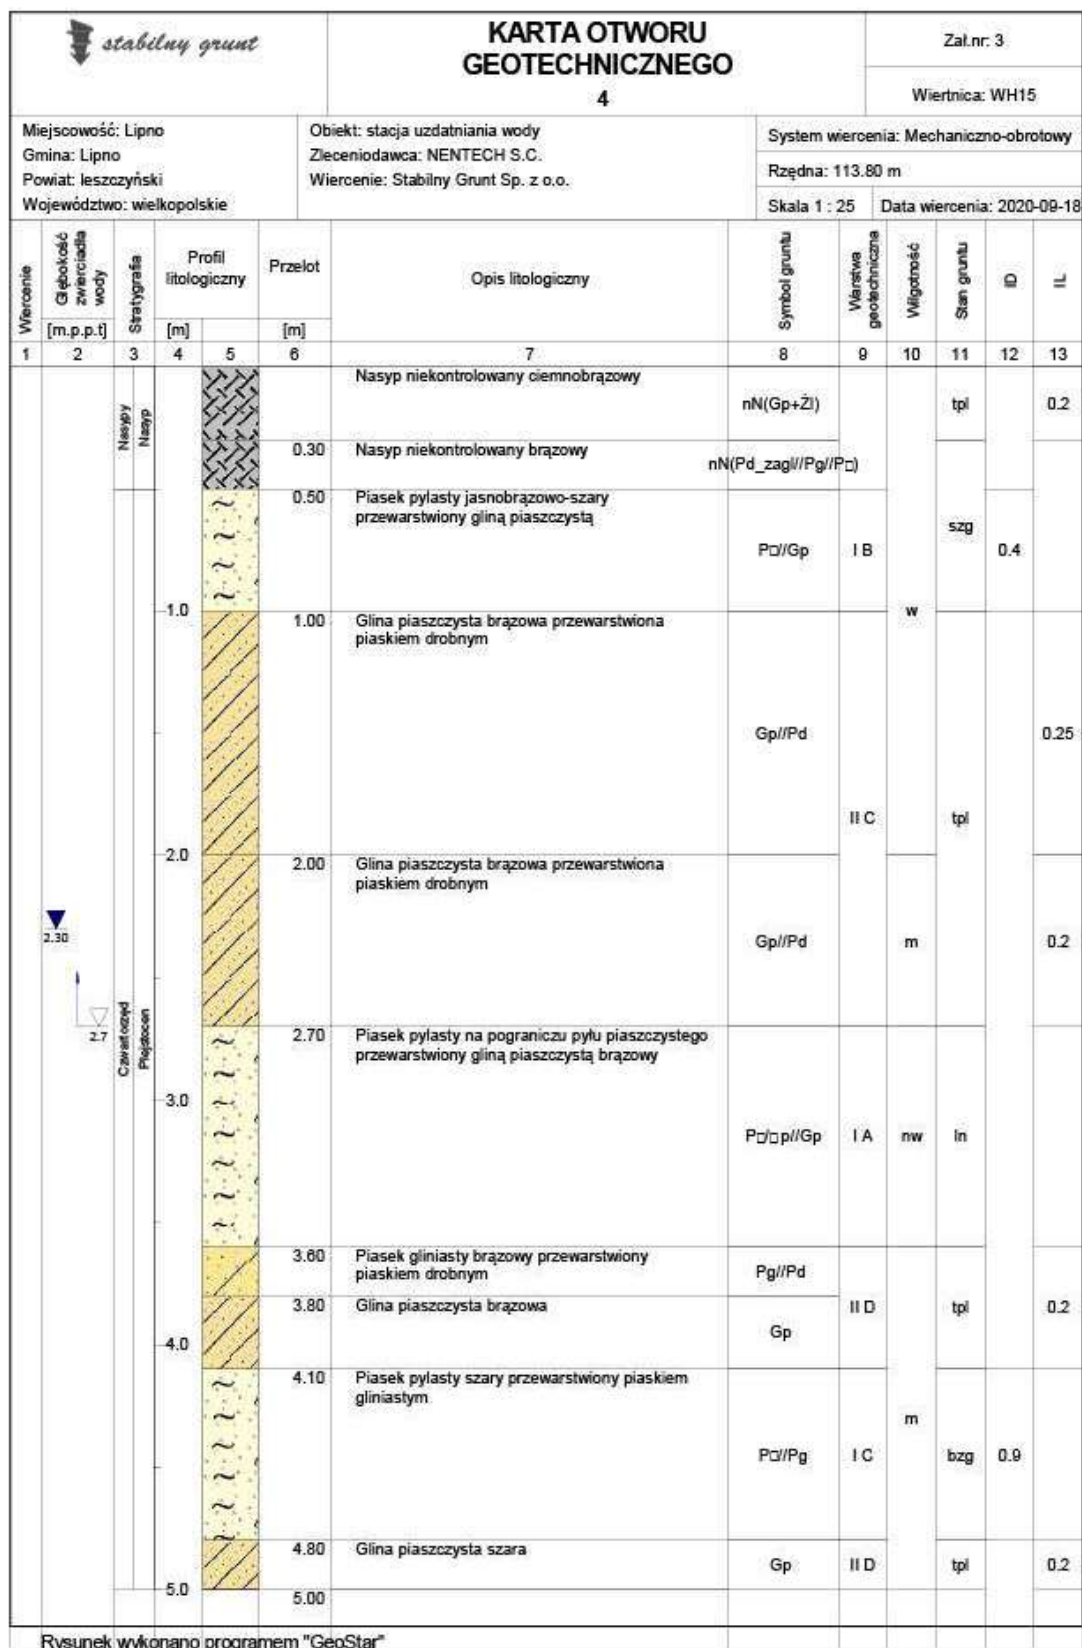 stabilny grunt
KARTA OTWORU
GEOTECHNICZNEGO
4
Zał.nr: 3
Wiertnica: WH15
Miejscowość: Lipno
Gmina: Lipno
Powiat: leszczyński
Województwo: wielkopolskie
Obiekt: stacja uzdatniania wody
Zleceniodawca: NENTECH S.C.
Wiercenie: Stabilny Grunt Sp. z o.o.
System wiercenia: Mechaniczno-obrotowy
Rzędna: 113.80 m
Skala 1 : 25 Data wiercenia: 2020-09-18
Wiercenie
Głębokość
zwierciadła
wody
[m.p.p.t]
Stratygrafia
Profil
litologiczny
[m]
Przelot
[m]
Opis litologiczny
Symbol gruntu
Warstwa
geotechniczna
Wilgotność
Stan gruntu
ID
IL
1 2 3 4 5 6 7 8 9 10 11 12 13
Nasypy
Nasyp
Nasyp niekontrolowany ciemnobrązowy
nN(Gp+Żl) tpl 0.2
0.30 Nasyp niekontrolowany brązowy
nN(Pd_zagl//Pg//P□)
0.50 Piasek pylasty jasnobrązowo-szary
przewarstwiony gliną piaszczystą
szg
P□//Gp I B 0.4
1.0
w
1.00 Glina piaszczysta brązowa przewarstwiona
piaskiem drobnym
Gp//Pd 0.25
II C tpl
2.0
2.00 Glina piaszczysta brązowa przewarstwiona
piaskiem drobnym
2.30
Gp//Pd m 0.2
2.7
Czwartorzęd
Plejstocen
2.70 Piasek pylasty na pograniczu pyłu piaszczystego
przewarstwiony gliną piaszczystą brązowy
3.0
P□/□p//Gp I A nw ln
3.60 Piasek gliniasty brązowy przewarstwiony
piaskiem drobnym
Pg//Pd
3.80 Glina piaszczysta brązowa
II D tpl 0.2
Gp
4.0
4.10 Piasek pylasty szary przewarstwiony piaskiem
gliniastym
m
P□//Pg I C bzg 0.9
4.80 Glina piaszczysta szara
Gp II D tpl 0.2
5.0
5.00
Rysunek wykonano programem "GeoStar"